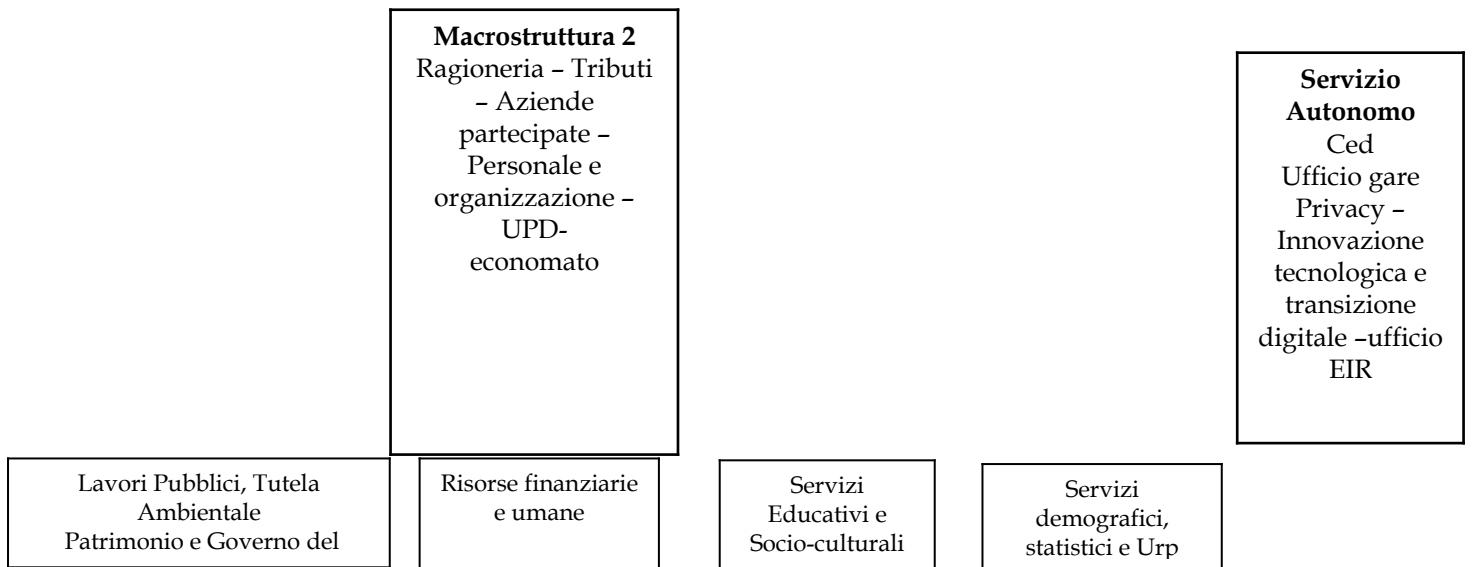 Macrostruttura 2
Ragioneria – Tributi
– Aziende
partecipate –
Personale e
organizzazione –
UPD-
economato
Servizio
Autonomo
Ced
Ufficio gare
Privacy –
Innovazione
tecnologica e
transizione
digitale –ufficio
EIR
Lavori Pubblici, Tutela
Ambientale
Patrimonio e Governo del
Risorse finanziarie
e umane
Servizi
Educativi e
Socio-culturali
Servizi
demografici,
statistici e Urp